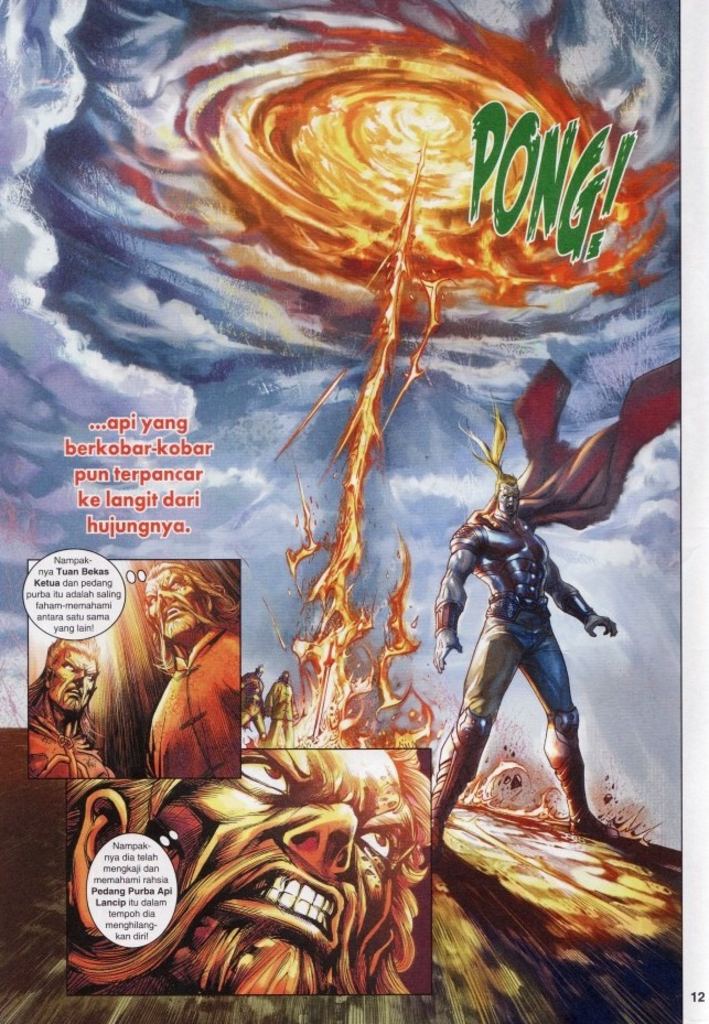 PONG!
...api yang
berkobar-kobar
pun terpancar
ke langit dari
hujungnya.
Nampak-
nya Tuan Bekas
Ketua dan pedang
purba itu adalah saling
faham-memahami
antara satu sama
yang lain!
Nampak-
nya dia telah
mengkaji dan
memahami rahsia
Pedang Purba Api
Lancip itu dalam
tempoh dia
menghilang-
kan diri!
12